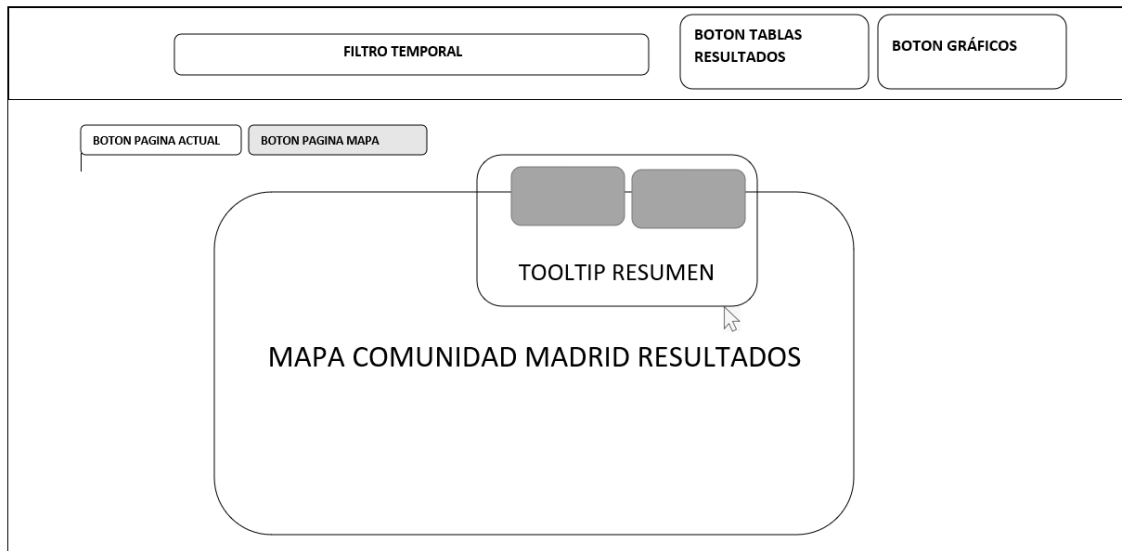 FILTRO TEMPORAL
BOTON TABLAS
RESULTADOS
BOTON GRÁFICOS
BOTON PAGINA ACTUAL
BOTON PAGINA MAPA
TOOLTIP RESUMEN
MAPA COMUNIDAD MADRID RESULTADOS